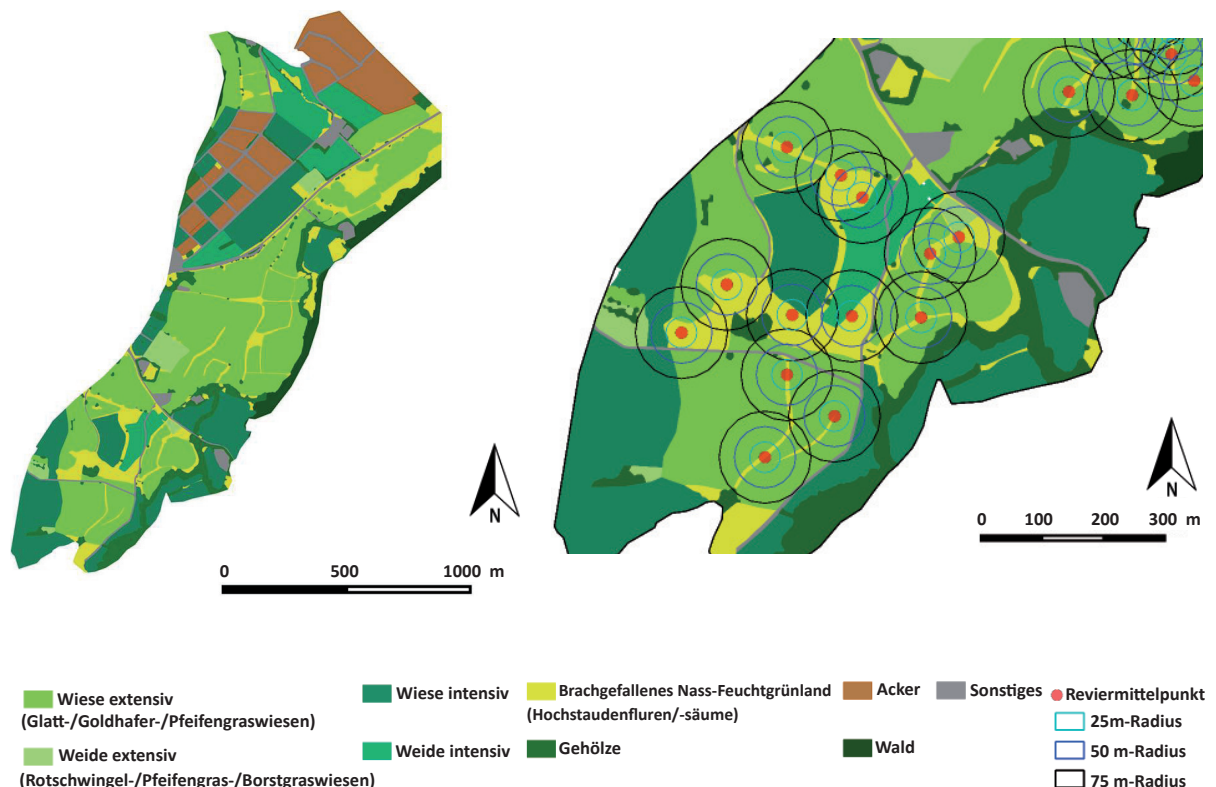 N
0 500 1000 m
N
0 100 200 300 m
Wiese extensiv
(Glatt-/Goldhafer-/Pfeifengraswiesen)
Weide extensiv
(Rotschwingel-/Pfeifengras-/Borstgraswiesen)
Wiese intensiv
Weide intensiv
Brachgefallenes Nass-Feuchtgrünland
(Hochstaudenfluren/-säume)
Gehölze
Acker
Wald
Sonstiges
Reviermittelpunkt
25m-Radius
50 m-Radius
75 m-Radius